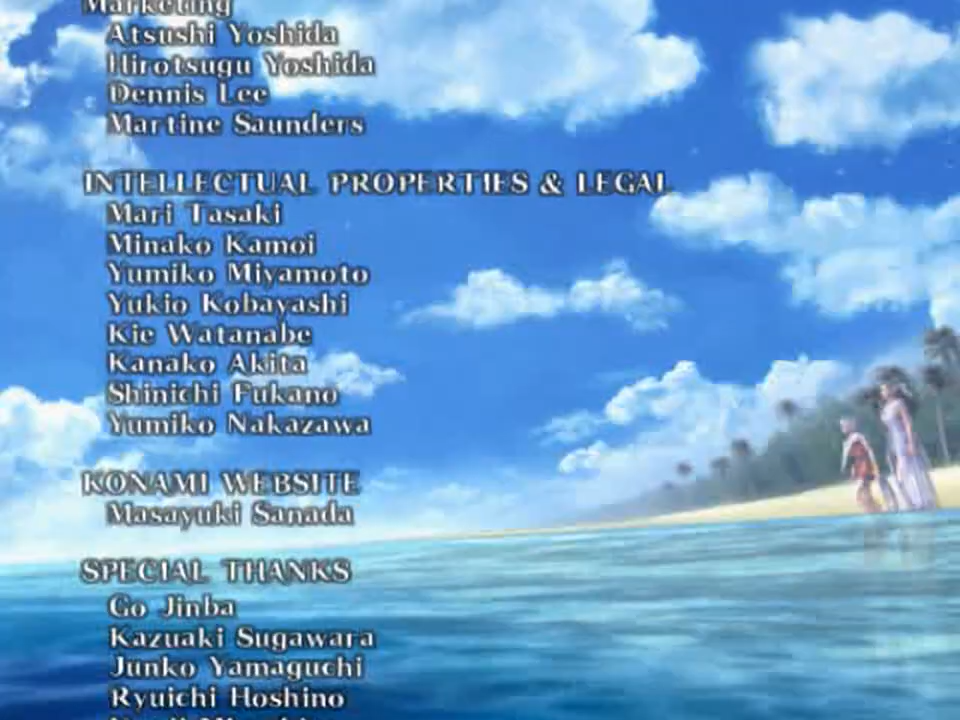 Marketing
Atsushi Yoshida
Hirotsugu Yoshida
Dennis Lee
Martine Saunders
INTELLECTUAL PROPERTIES & LEGAL
Mari Tasaki
Minako Kamoi
Yumiko Miyamoto
Yukio Kobayashi
Kie Watanabe
Kanako Akita
Shinichi Fukano
Yumiko Nakazawa
KONAMI WEBSITE
Masayuki Sanada
SPECIAL THANKS
Go Jinba
Kazuaki Sugawara
Junko Yamaguchi
Ryuichi Hoshino